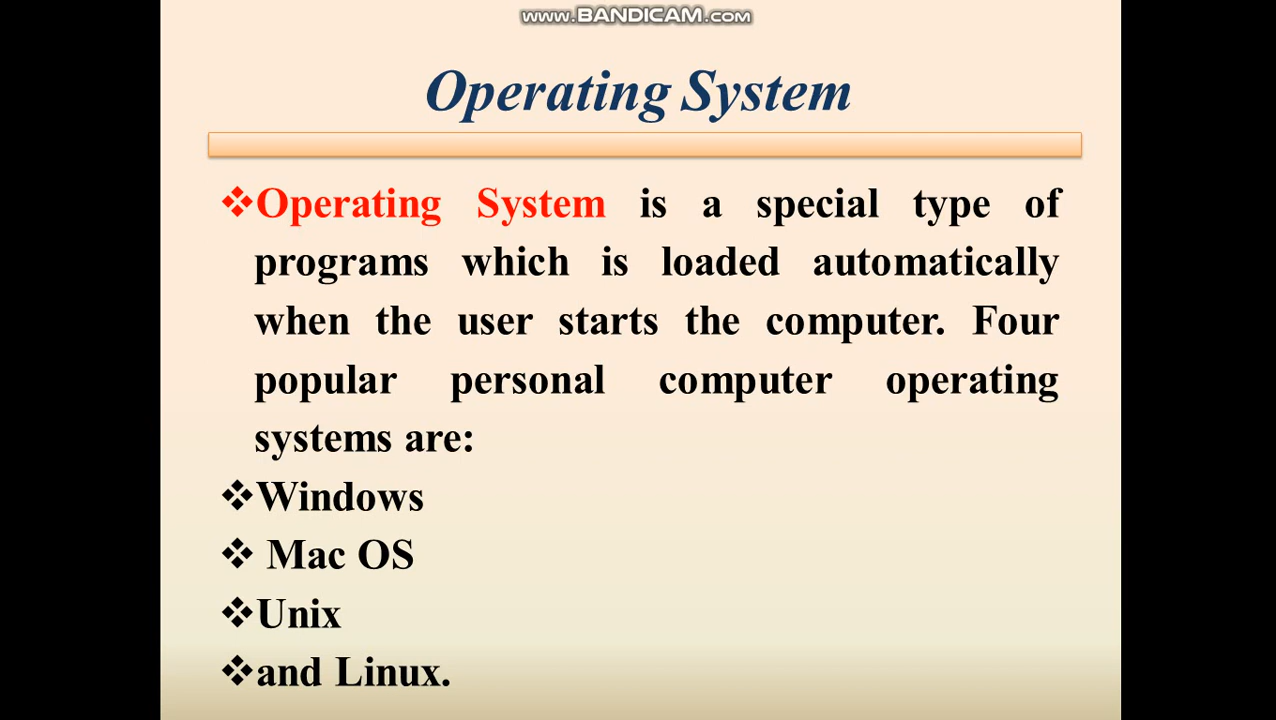 www.BANDICAM.com
Operating System
❖Operating System is a special type of
programs which is loaded automatically
when the user starts the computer. Four
popular personal computer operating
systems are:
❖Windows
❖ Mac OS
❖Unix
❖and Linux.